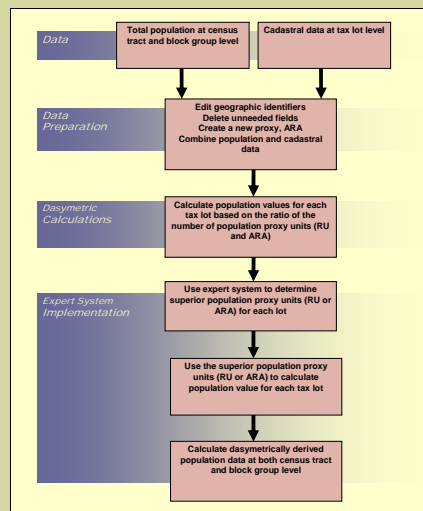 Data
Total population at census
tract and block group level
Cadastral data at tax lot level
Data
Preparation
Edit geographic identifiers
Delete unneeded fields
Create a new proxy, ARA
Combine population and cadastral
data
Dasymetric
Calculations
Calculate population values for each
tax lot based on the ratio of the
number of population proxy units (RU
and ARA)
Expert System
Implementation
Use expert system to determine
superior population proxy units (RU or
ARA) for each lot
Use the superior population proxy
units (RU or ARA) to calculate
population value for each tax lot
Calculate dasymetrically derived
population data at both census tract
and block group level